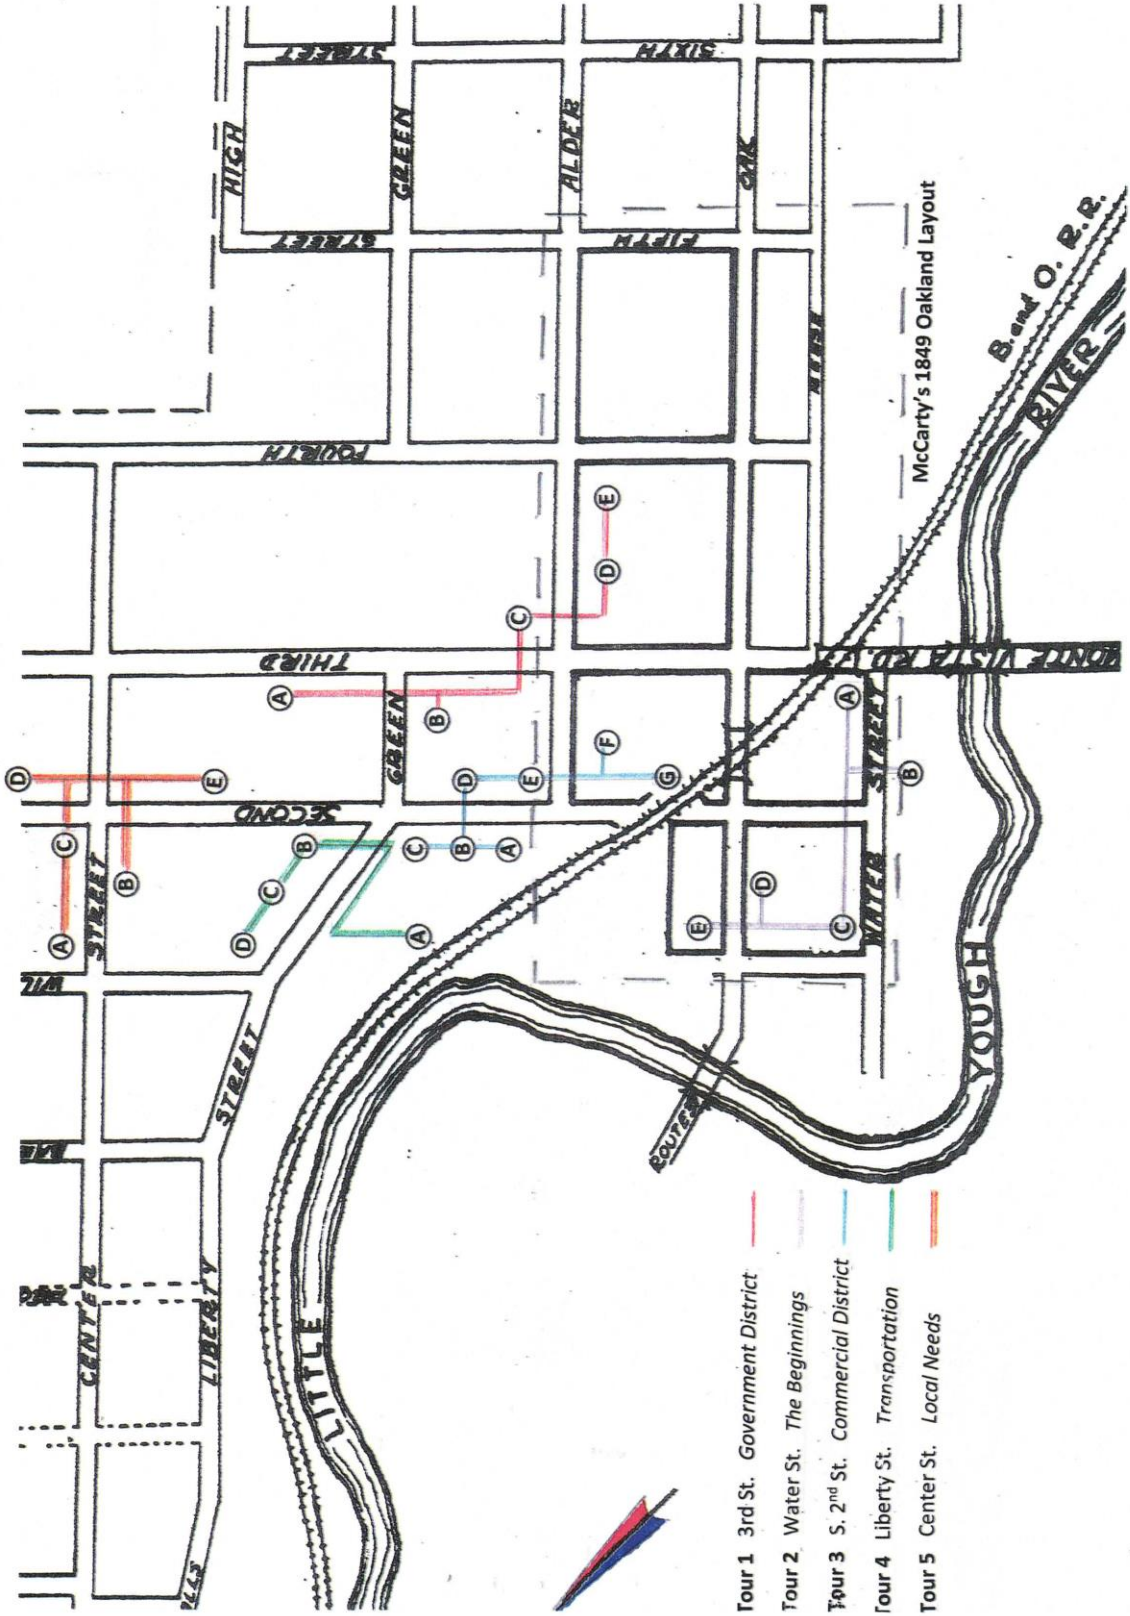 HIGH
STREET
STREET
GREEN
SIXTH
ALDER
OAK
STREET
FIFTH
McCarty's 1849 Oakland Layout
B. and O. R.R.
RIVER
FOURTH
THIRD
MONTE VISTA RD.
A
B
C
D
E
GREEN
STREET
A
B
WATER
C
D
E
SECOND
D
C
A
B
E
STREET
B
C
D
A
C
B
A
D
E
F
G
WIL
STREET
YOUGH
LITTLE
CENTER
LIBERTY
Tour 1 3rd St. Government District
Tour 2 Water St. The Beginnings
Tour 3 S. 2nd St. Commercial District
Tour 4 Liberty St. Transportation
Tour 5 Center St. Local Needs